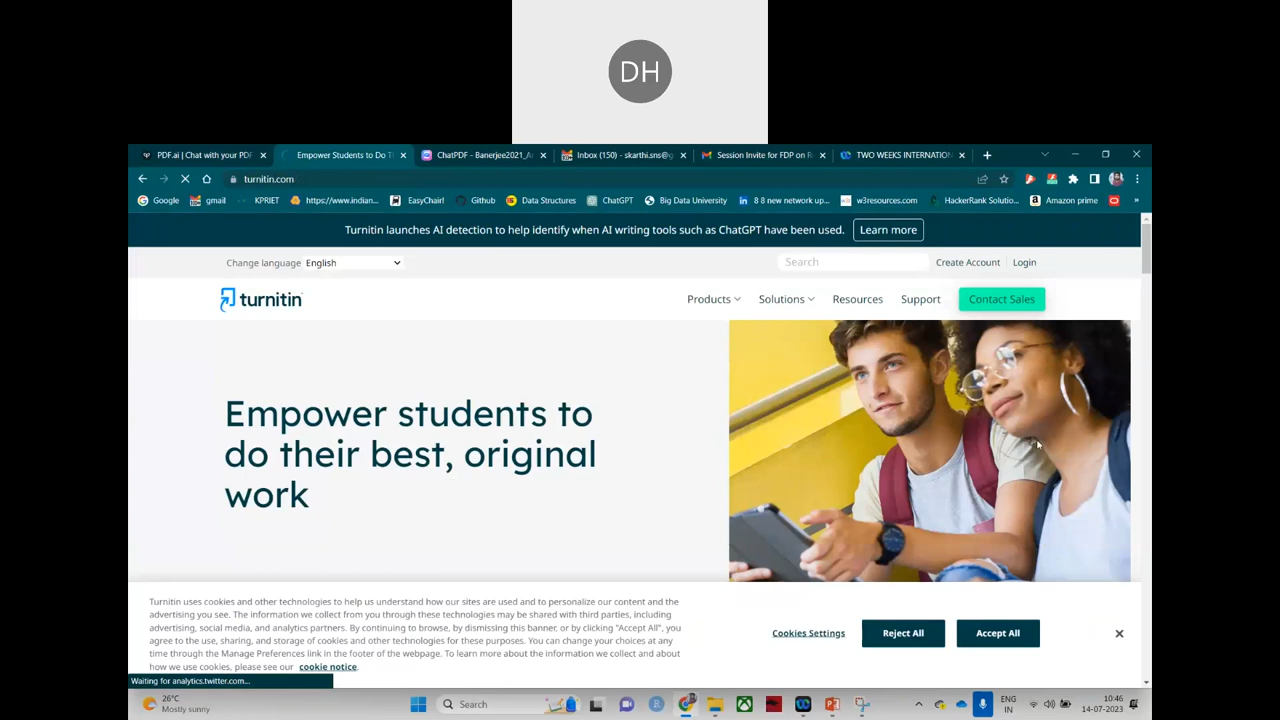 DH
PDF.ai | Chat with your PDF
Empower Students to Do Th
ChatPDF - Banerjee2021_A
Inbox (150) - skarthi.sns@g
Session Invite for FDP on R
TWO WEEKS INTERNATION
turnitin.com
Google
gmail
KPRIET
https://www.indian...
EasyChairl
Github
Data Structures
ChatGPT
Big Data University
8 8 new network up...
w3resources.com
HackerRank Solutio...
Amazon prime
»
Turnitin launches AI detection to help identify when AI writing tools such as ChatGPT have been used.
Learn more
Change language English
Search
Create Account
Login
turnitin
Products
Solutions
Resources
Support
Contact Sales
Empower students to
do their best, original
work
Turnitin uses cookies and other technologies to help us understand how our sites are used and to personalize our content and the
advertising you see. The information we collect from you through these technologies may be shared with third parties, including
advertising, social media, and analytics partners. By continuing to browse, by dismissing this banner, or by clicking "Accept All", you
agree to the use, sharing, and storage of cookies and other technologies for these purposes. You can change your choices at any
time through the Manage Preferences link in the footer of the webpage. To learn more about the information we collect and about
how we use cookies, please see our cookie notice.
Cookies Settings
Reject All
Accept All
Waiting for analytics.twitter.com...
26°C
Mostly sunny
Search
ENG
IN
10:46
14-07-2023